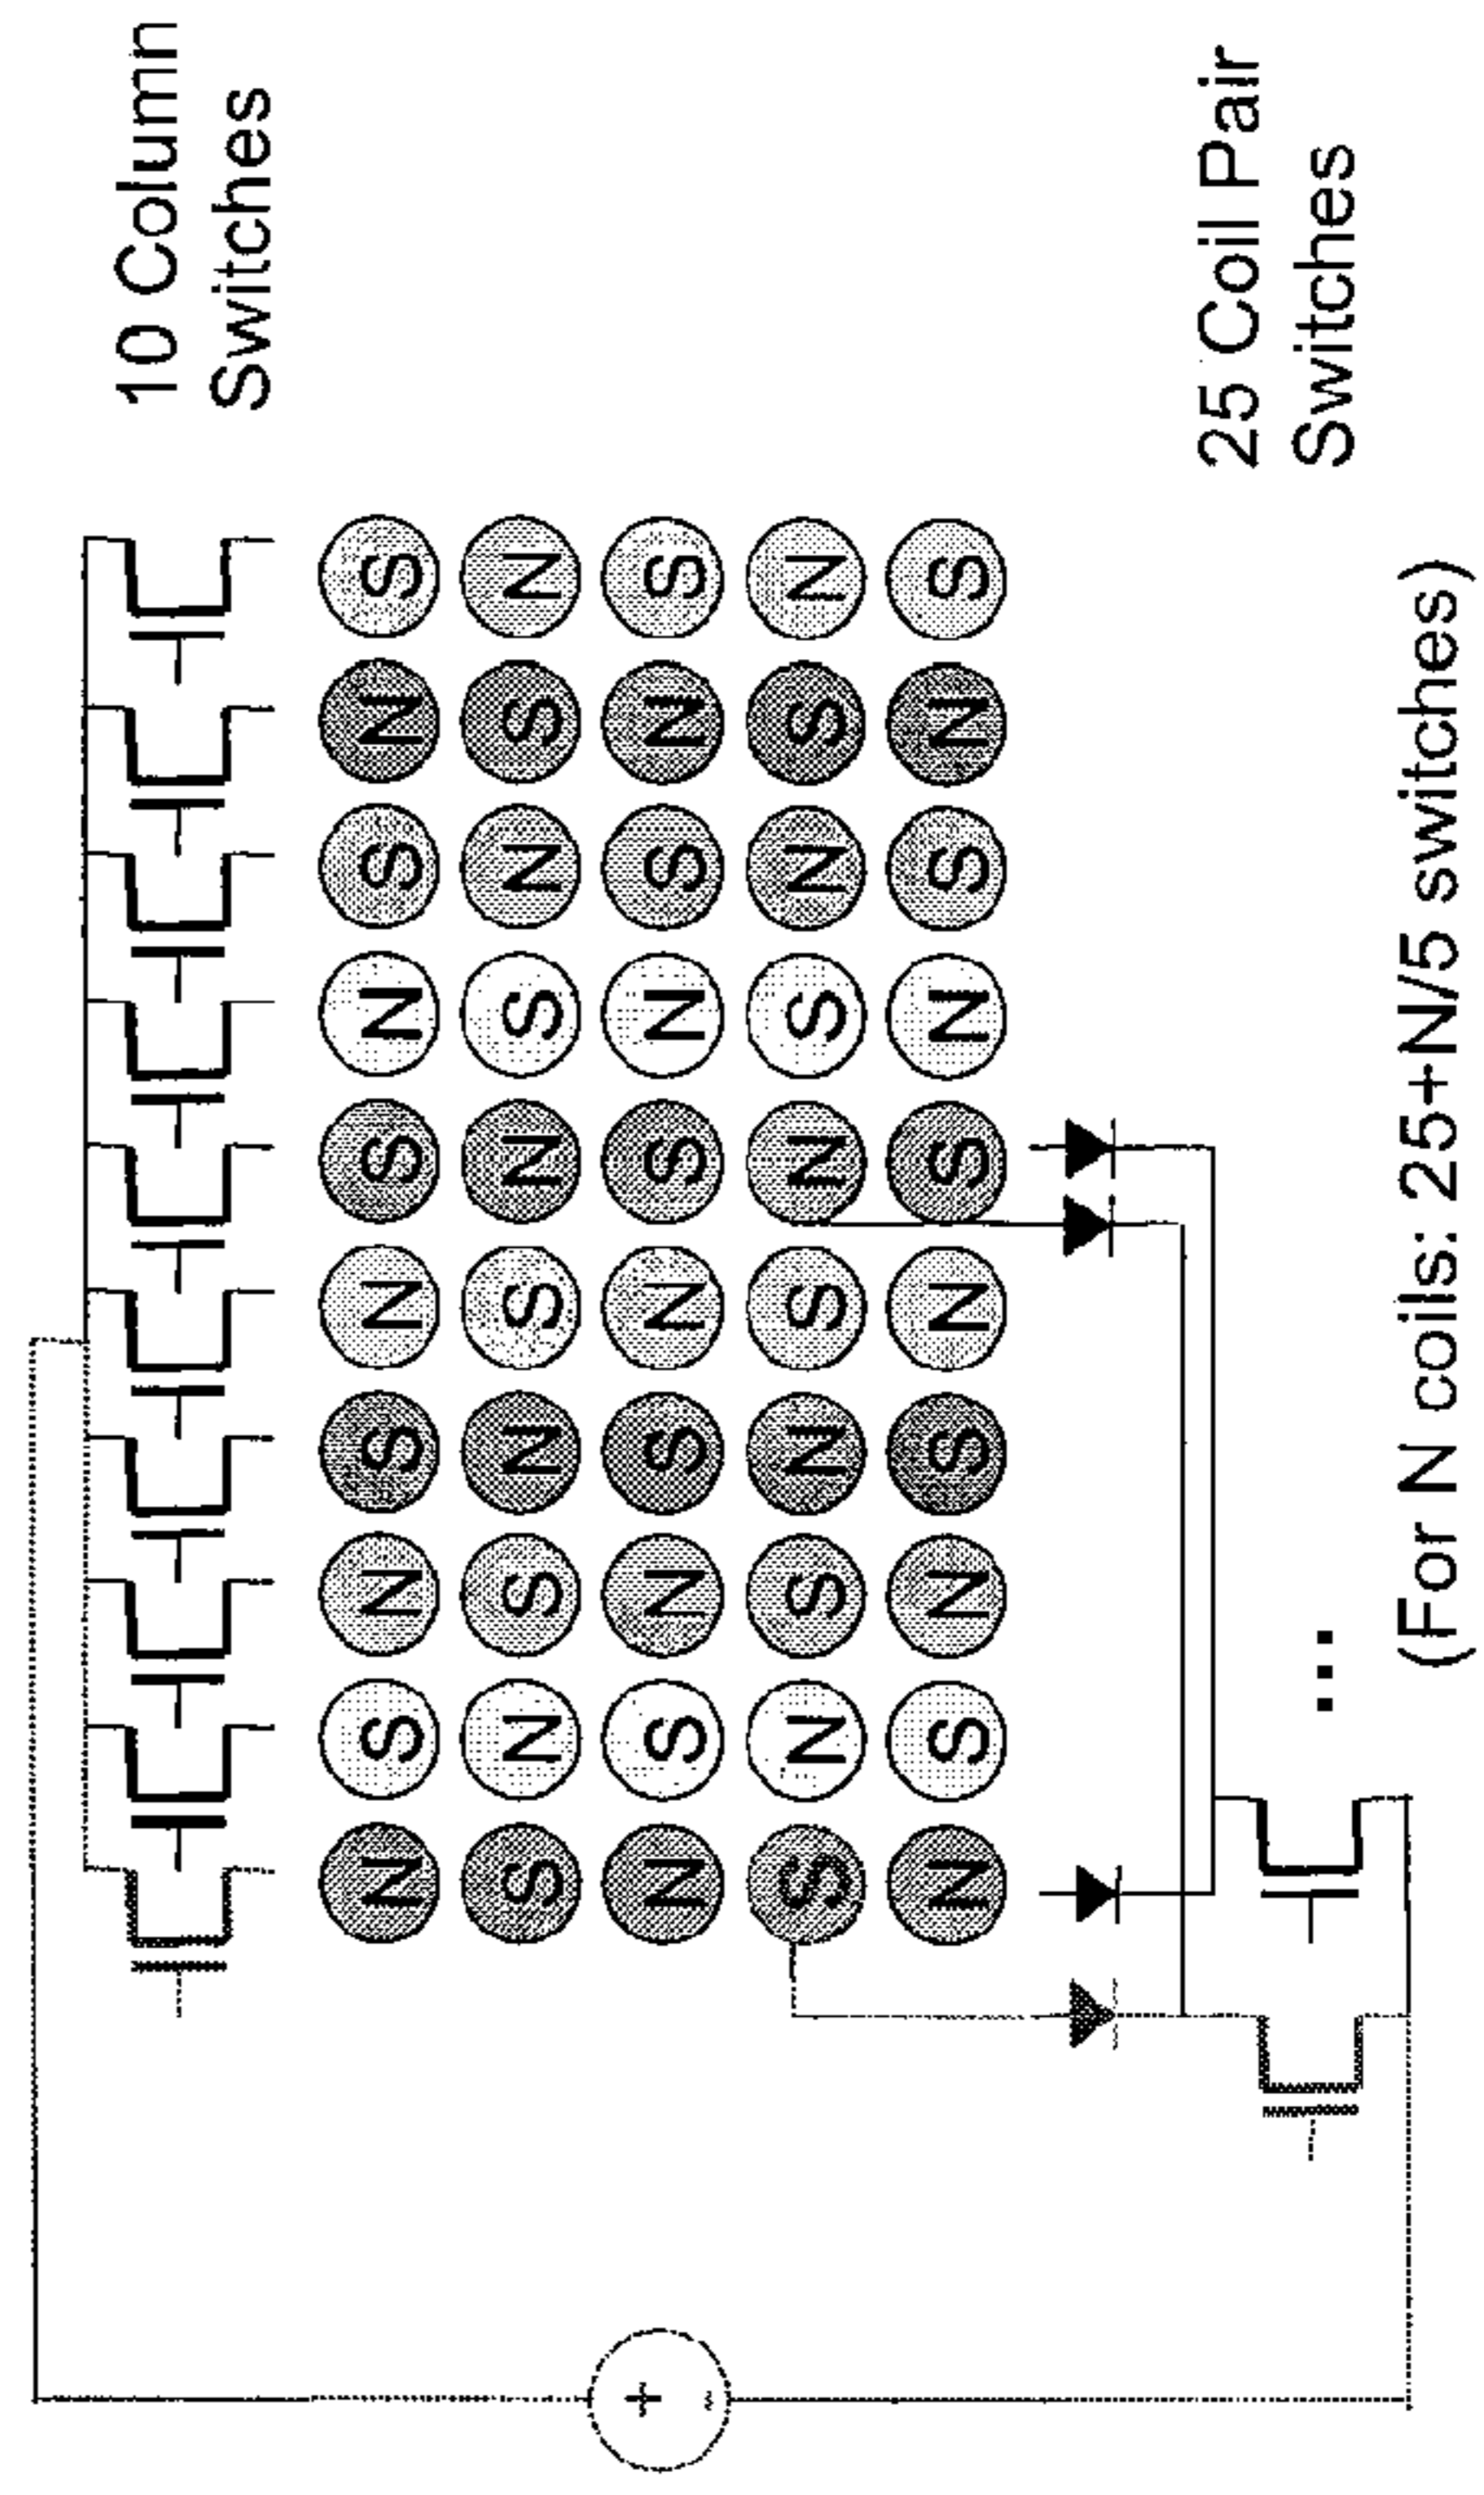 10 Column
Switches
N S N S N S N S N S
S N S N S N S N S N
N S N S N S N S N S
+
-
S N S N S N S N S N
N S N S N S N S N S
25 Coil Pair
Switches
...
(For N coils: 25+N/5 switches)